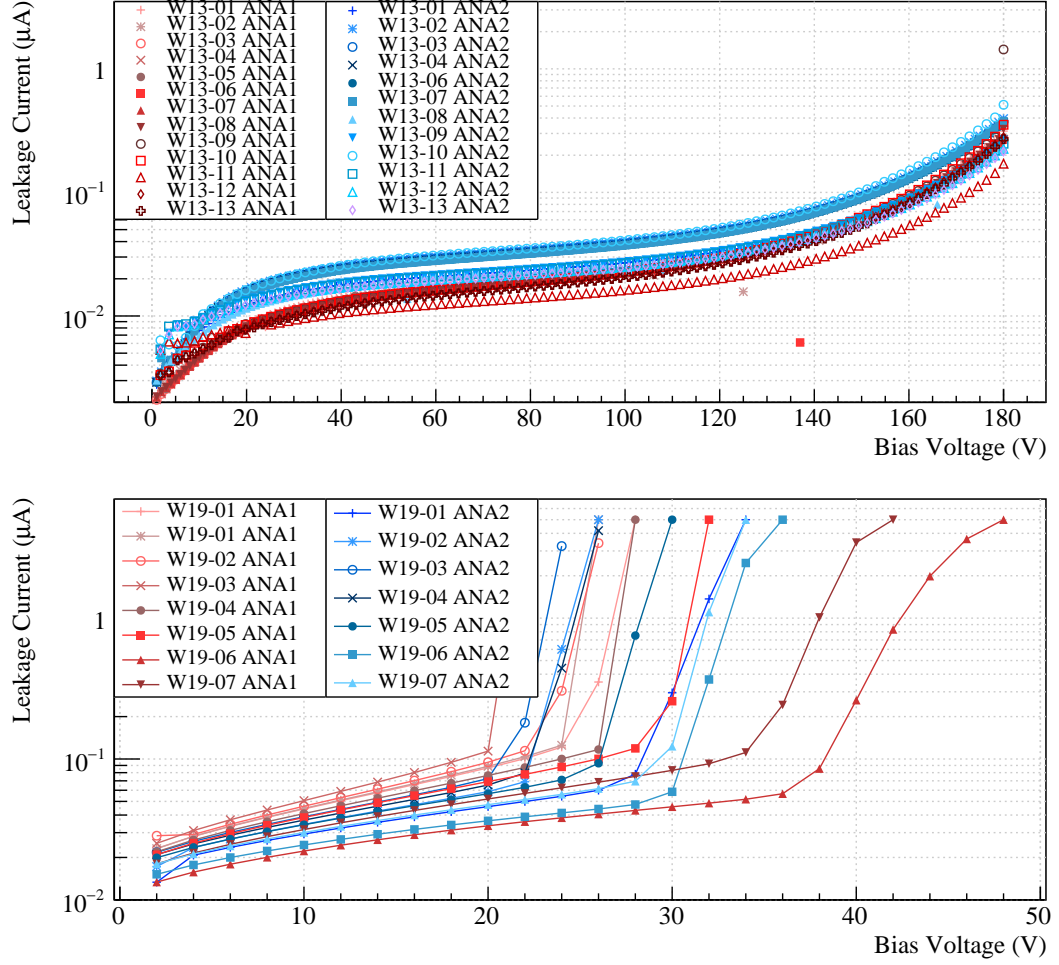 Leakage Current (μA)
W13-01 ANA1
W13-02 ANA1
W13-03 ANA1
W13-04 ANA1
W13-05 ANA1
W13-06 ANA1
W13-07 ANA1
W13-08 ANA1
W13-09 ANA1
W13-10 ANA1
W13-11 ANA1
W13-12 ANA1
W13-13 ANA1
W13-01 ANA2
W13-02 ANA2
W13-03 ANA2
W13-04 ANA2
W13-06 ANA2
W13-07 ANA2
W13-08 ANA2
W13-09 ANA2
W13-10 ANA2
W13-11 ANA2
W13-12 ANA2
W13-13 ANA2
1
10⁻¹
10⁻²
0 20 40 60 80 100 120 140 160 180
Bias Voltage (V)
Leakage Current (μA)
W19-01 ANA1
W19-01 ANA1
W19-02 ANA1
W19-03 ANA1
W19-04 ANA1
W19-05 ANA1
W19-06 ANA1
W19-07 ANA1
W19-01 ANA2
W19-02 ANA2
W19-03 ANA2
W19-04 ANA2
W19-05 ANA2
W19-06 ANA2
W19-07 ANA2
1
10⁻¹
10⁻²
0 10 20 30 40 50
Bias Voltage (V)